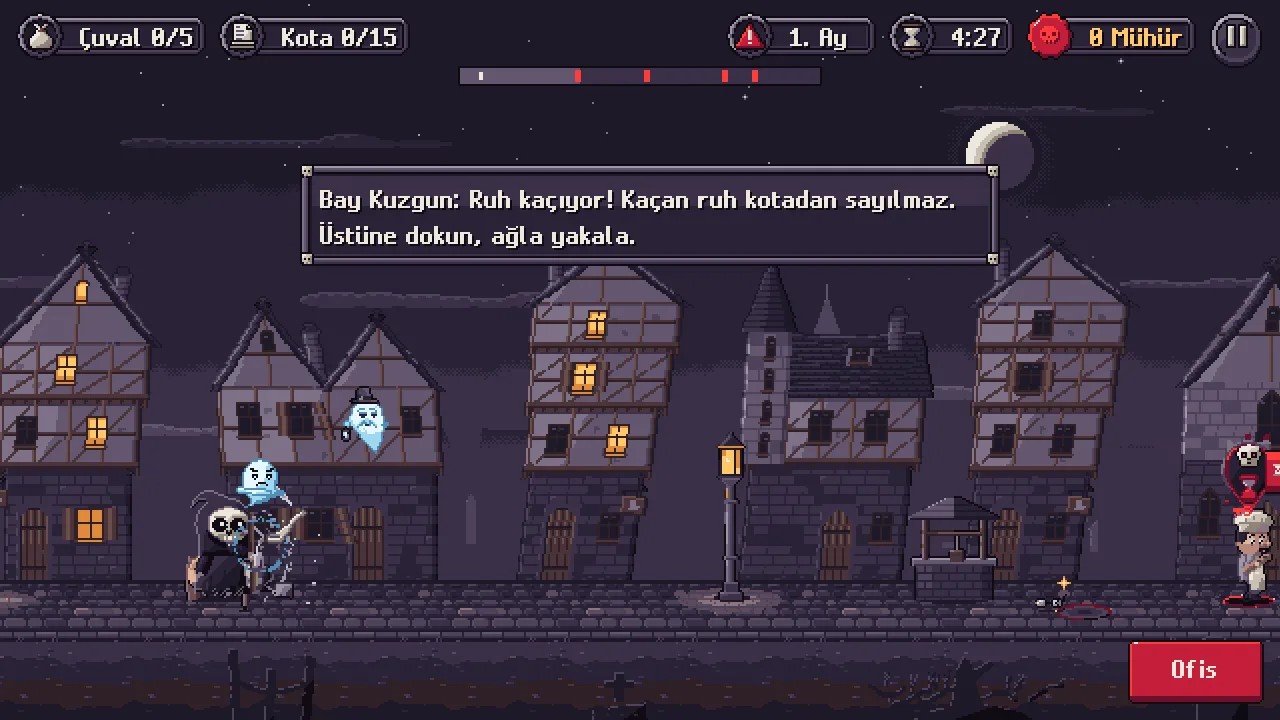 Çuval 0/5
Kota 0/15
1. Ay
4:27
0 Mühür
Bay Kuzgun: Ruh kaçıyor! Kaçan ruh kotadan sayılmaz.
Üstüne dokun, ağla yakala.
Ofis